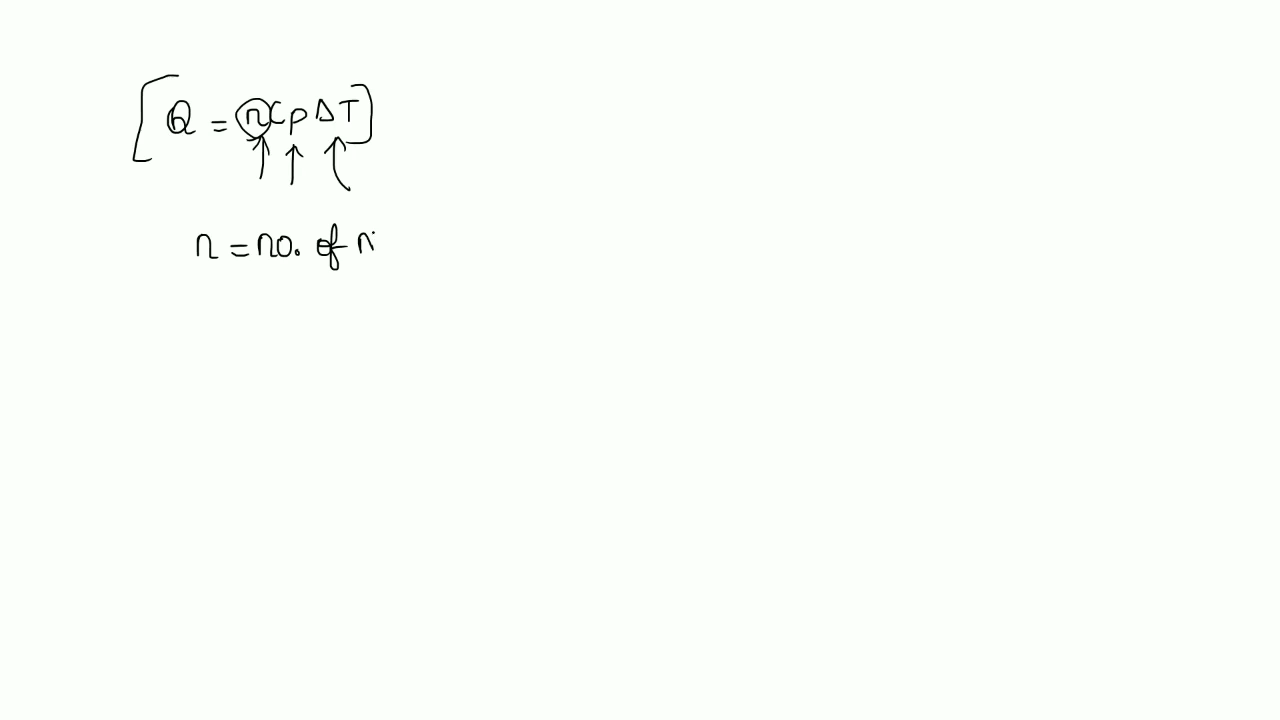 [Q = nCpΔT]
n = no. of